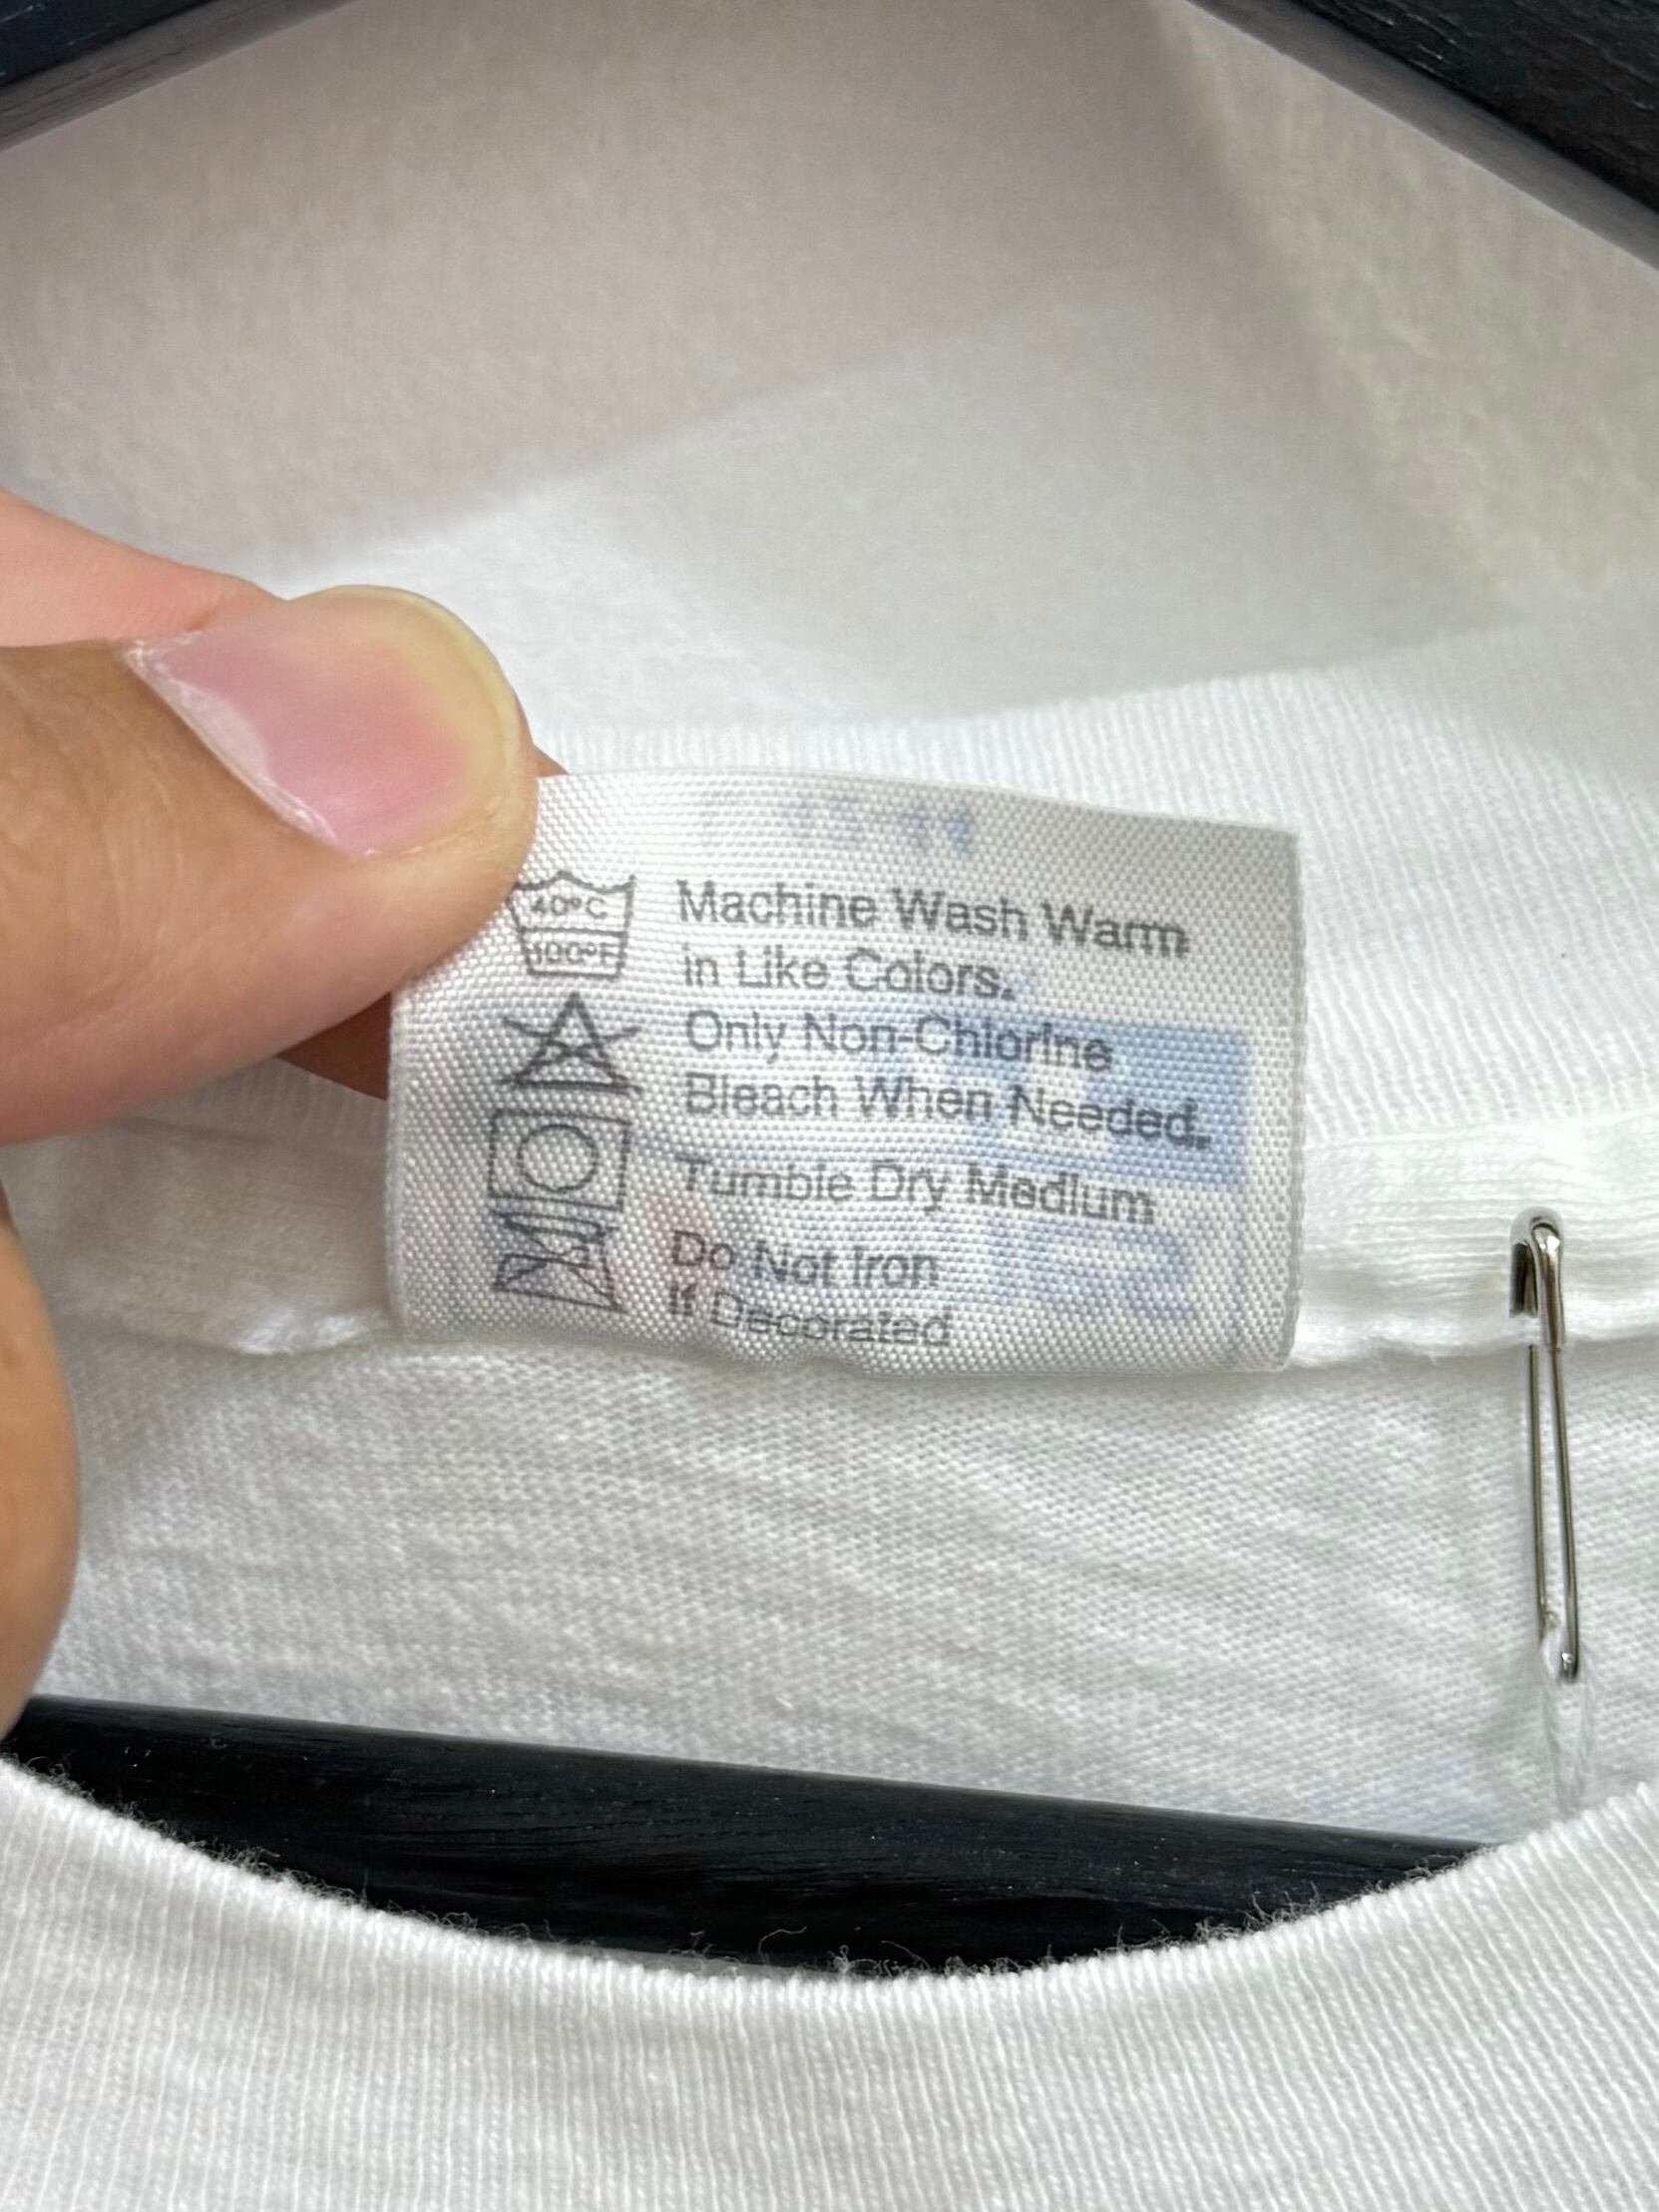 40°C
100°F
Machine Wash Warm
in Like Colors.
Only Non-Chlorine
Bleach When Needed.
Tumble Dry Medium
Do Not Iron
If Decorated